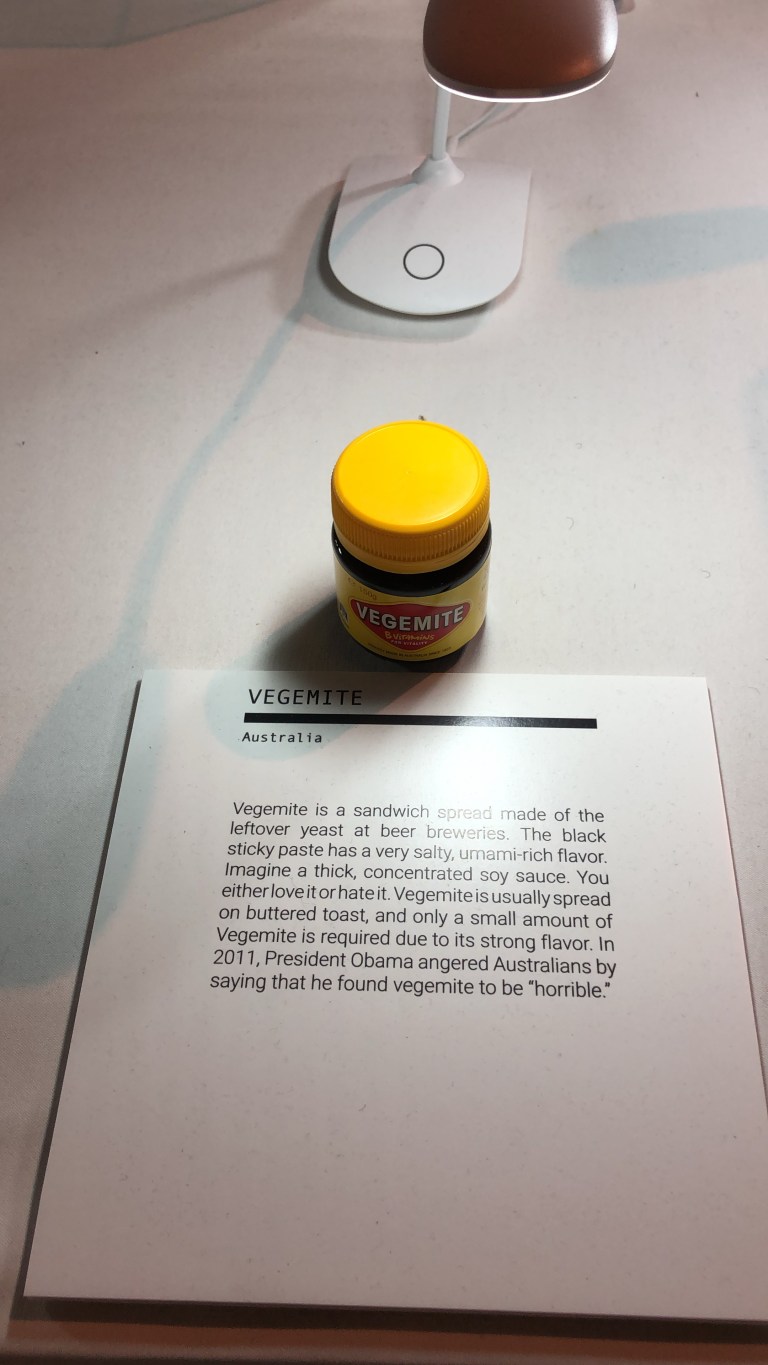 VEGEMITE
B Vitamins
VEGEMITE
Australia
Vegemite is a sandwich spread made of the
leftover yeast at beer breweries. The black
sticky paste has a very salty, umami-rich flavor.
Imagine a thick, concentrated soy sauce. You
either love it or hate it. Vegemite is usually spread
on buttered toast, and only a small amount of
Vegemite is required due to its strong flavor. In
2011, President Obama angered Australians by
saying that he found vegemite to be "horrible."